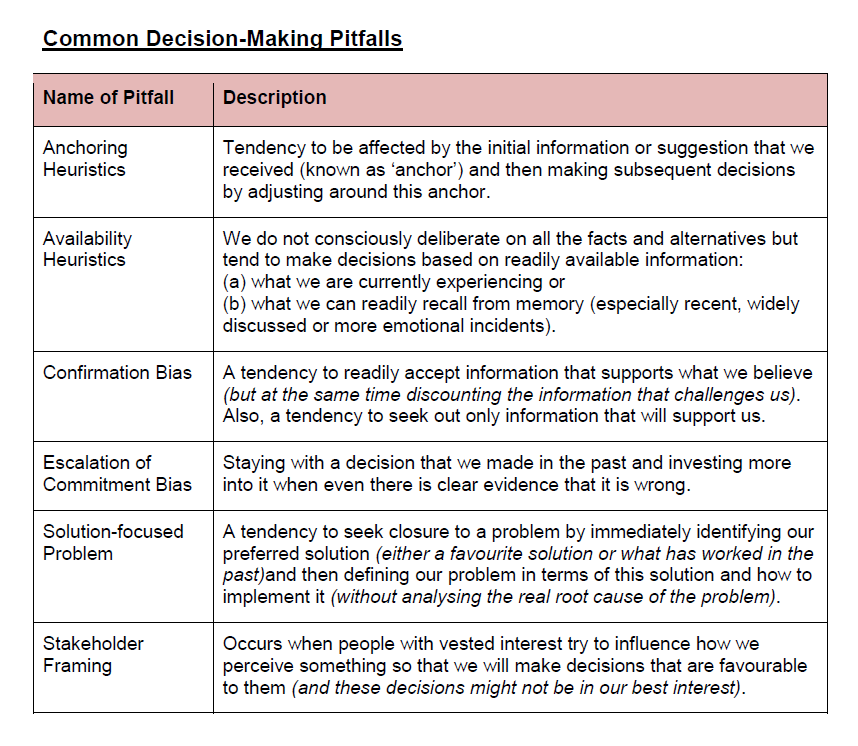 Common Decision-Making Pitfalls
Name of Pitfall
Description
Anchoring
Heuristics
Tendency to be affected by the initial information or suggestion that we
received (known as ‘anchor’) and then making subsequent decisions
by adjusting around this anchor.
Availability
Heuristics
We do not consciously deliberate on all the facts and alternatives but
tend to make decisions based on readily available information:
(a) what we are currently experiencing or
(b) what we can readily recall from memory (especially recent, widely
discussed or more emotional incidents).
Confirmation Bias
A tendency to readily accept information that supports what we believe
(but at the same time discounting the information that challenges us).
Also, a tendency to seek out only information that will support us.
Escalation of
Commitment Bias
Staying with a decision that we made in the past and investing more
into it when even there is clear evidence that it is wrong.
Solution-focused
Problem
A tendency to seek closure to a problem by immediately identifying our
preferred solution (either a favourite solution or what has worked in the
past)and then defining our problem in terms of this solution and how to
implement it (without analysing the real root cause of the problem).
Stakeholder
Framing
Occurs when people with vested interest try to influence how we
perceive something so that we will make decisions that are favourable
to them (and these decisions might not be in our best interest).